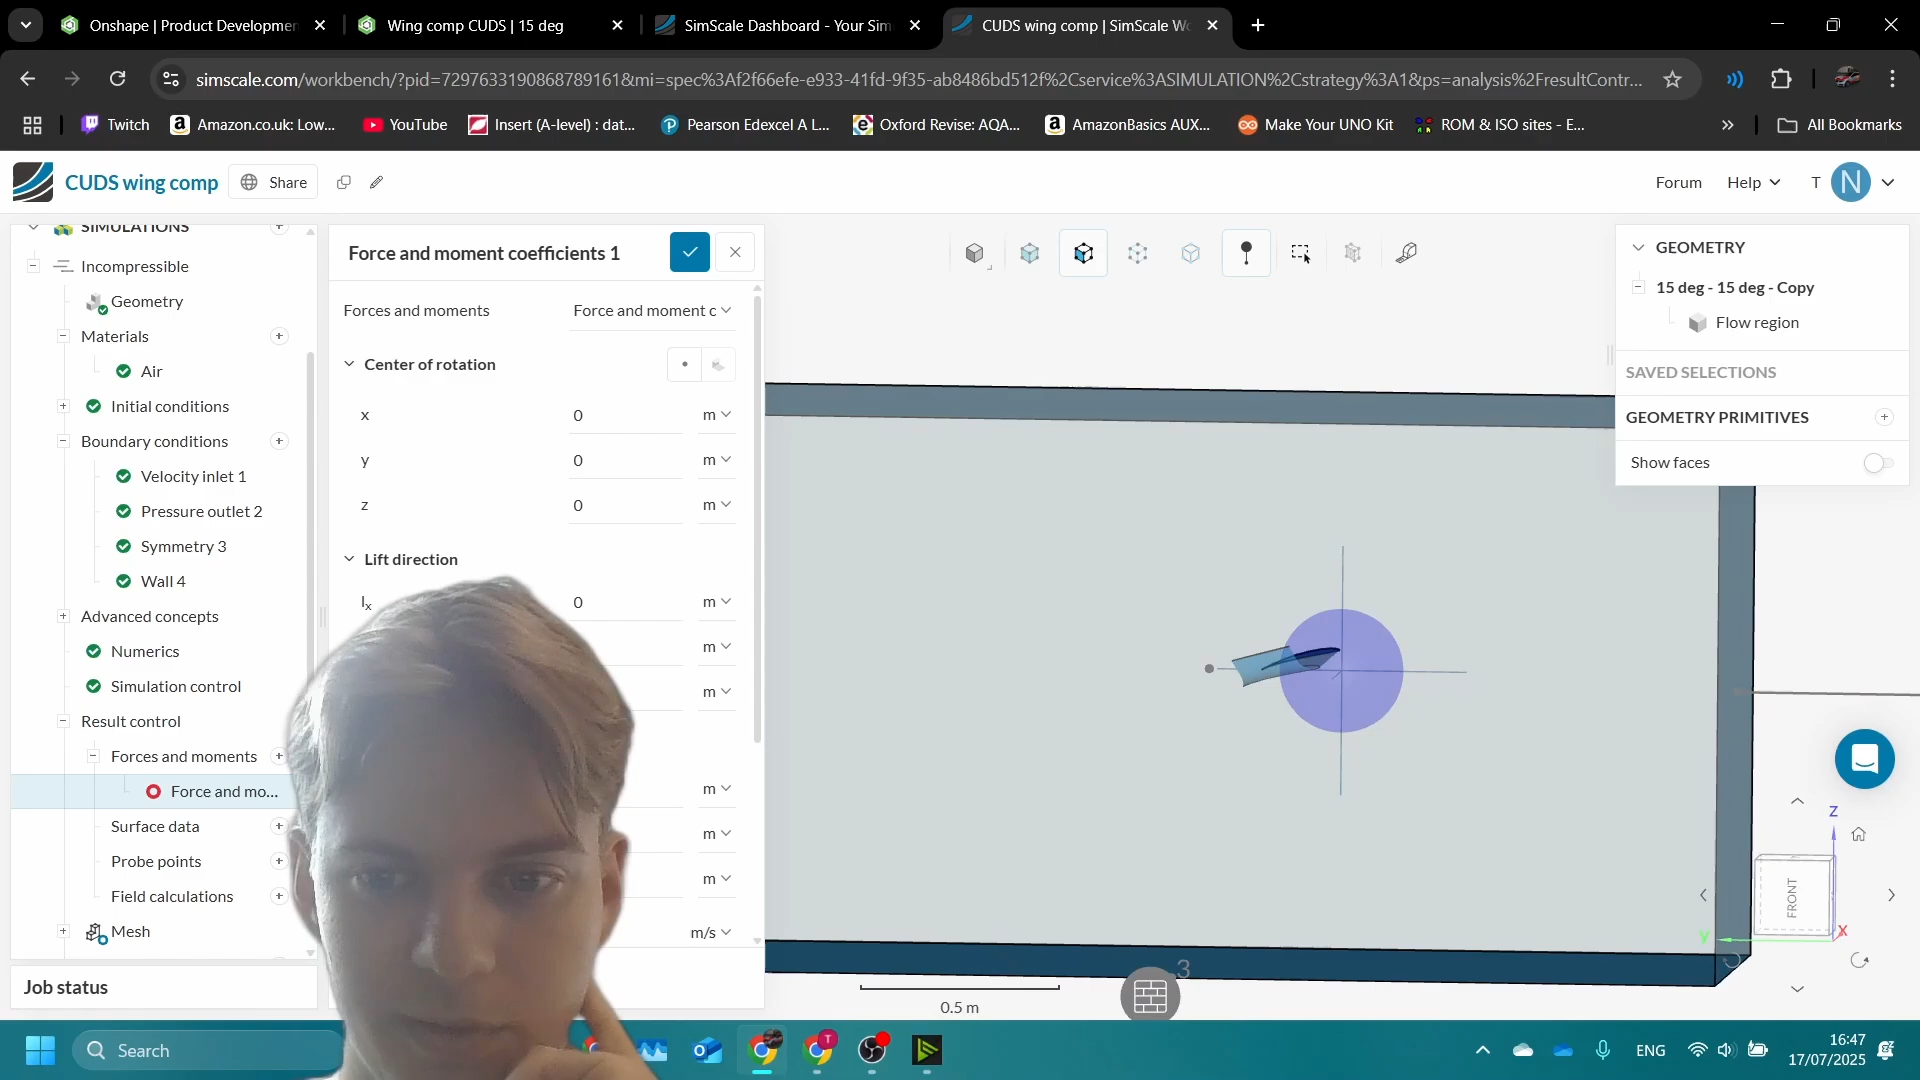 Onshape | Product Developmen
Wing comp CUDS | 15 deg
SimScale Dashboard - Your Sim
CUDS wing comp | SimScale Wo
simscale.com/workbench/?pid=7297633190868789161&mi=spec%3Af2f66efe-e933-41fd-9f35-ab8486bd512f%2Cservice%3ASIMULATION%2Cstrategy%3A1&ps=analysis%2FresultContr...
Twitch
Amazon.co.uk: Low...
YouTube
Insert (A-level) : dat...
Pearson Edexcel A L...
Oxford Revise: AQA...
AmazonBasics AUX...
Make Your UNO Kit
ROM & ISO sites - E...
All Bookmarks
CUDS wing comp
Share
Forum
Help
T
N
SIMULATIONS
Incompressible
Geometry
Materials
Air
Initial conditions
Boundary conditions
Velocity inlet 1
Pressure outlet 2
Symmetry 3
Wall 4
Advanced concepts
Numerics
Simulation control
Result control
Forces and moments
Force and mo...
Surface data
Probe points
Field calculations
Mesh
Job status
Force and moment coefficients 1
Forces and moments
Force and moment c
Center of rotation
x 0 m
y 0 m
z 0 m
Lift direction
lx 0 m
m
m
m
m
m
m/s
GEOMETRY
15 deg - 15 deg - Copy
Flow region
SAVED SELECTIONS
GEOMETRY PRIMITIVES
Show faces
3
0.5 m
Z
FRONT
Y
X
Search
T
ENG
16:47
17/07/2025